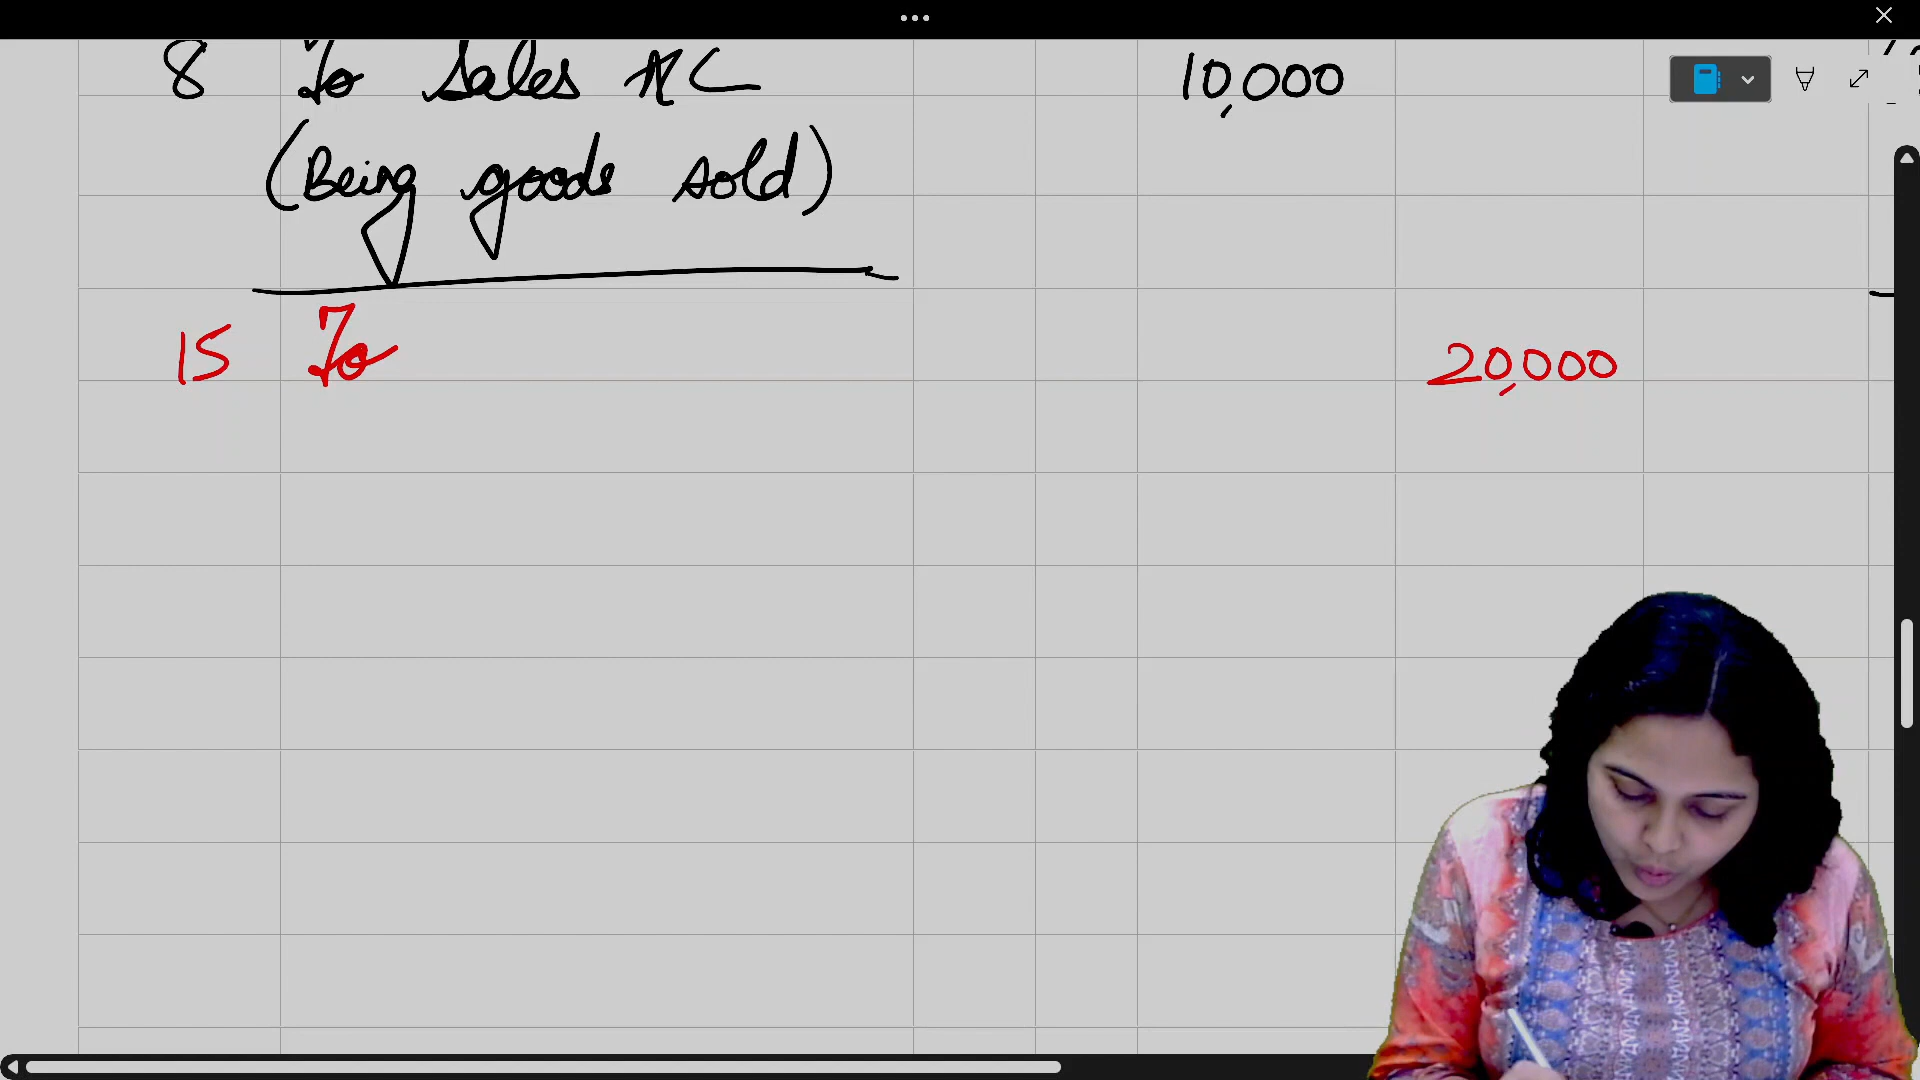 8 To Sales A/C 10,000
(Being goods sold)
15 To 20,000